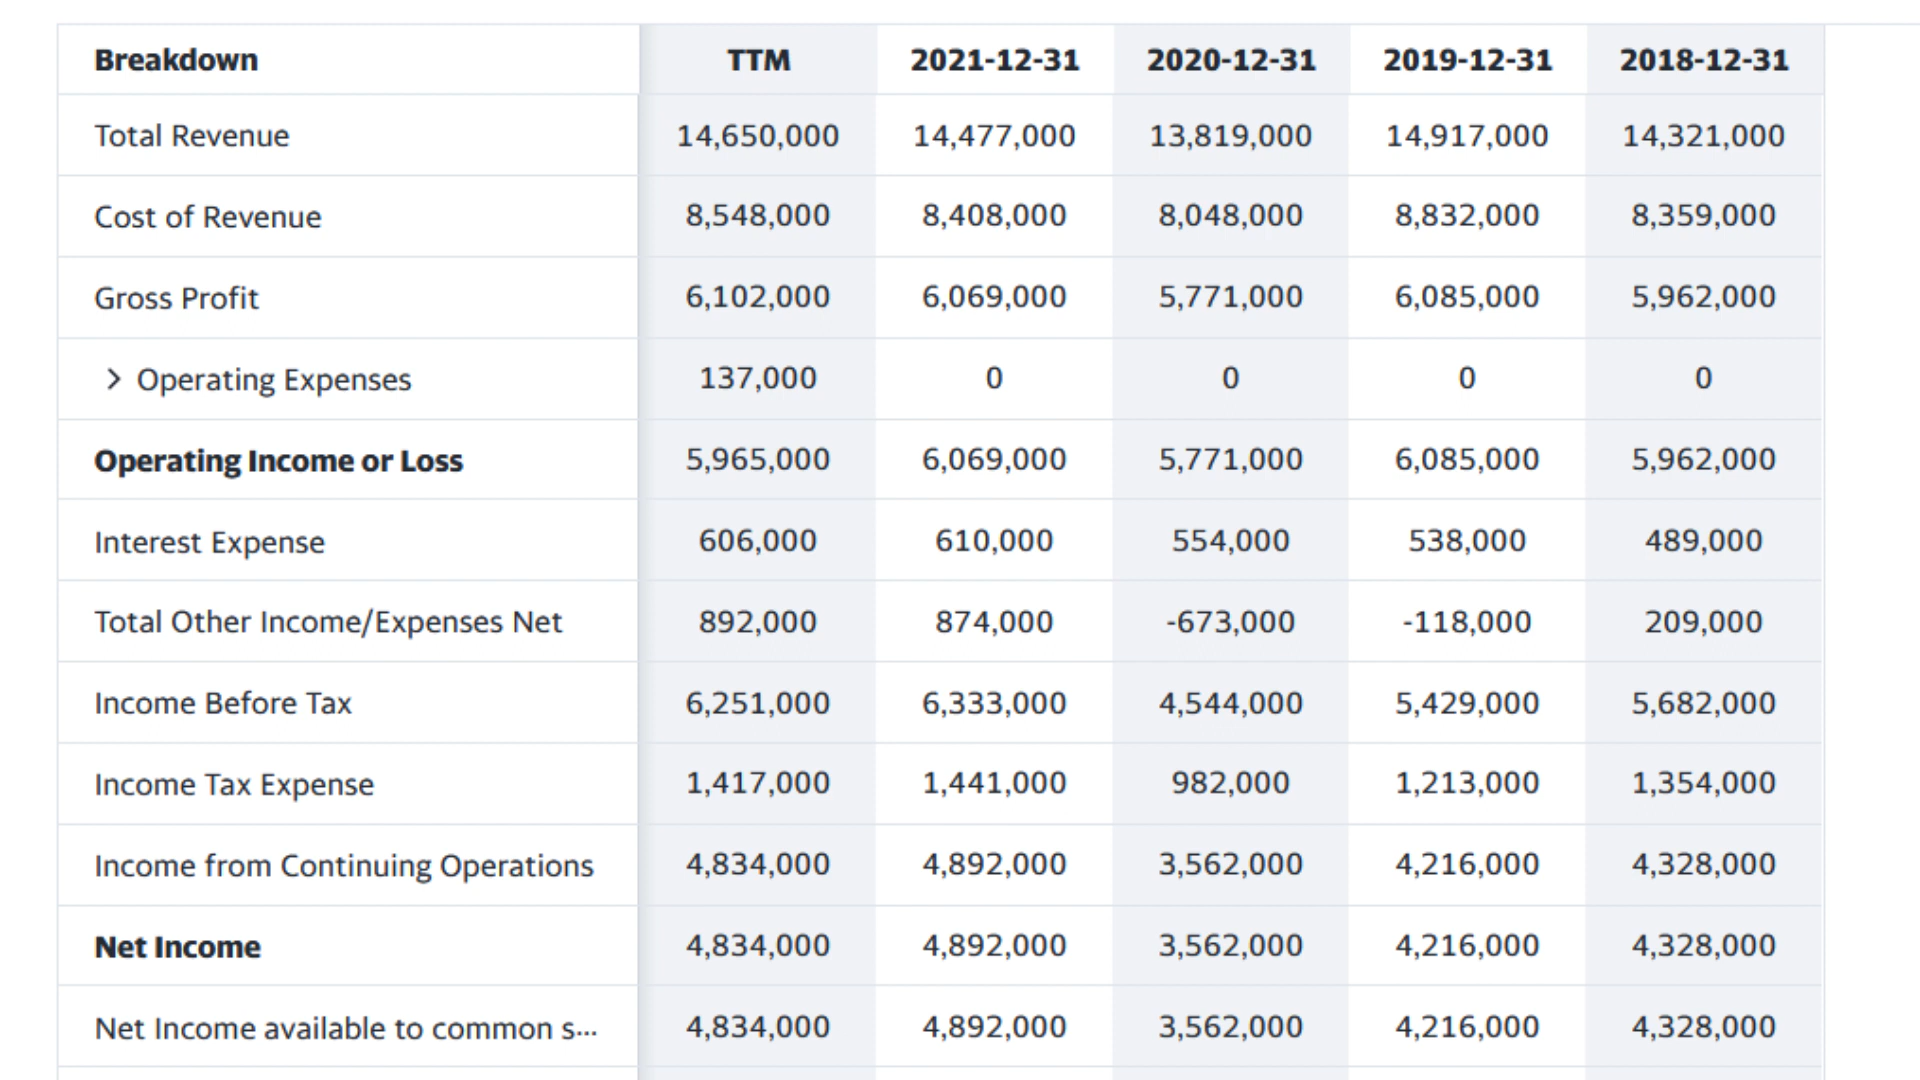 Breakdown TTM 2021-12-31 2020-12-31 2019-12-31 2018-12-31
Total Revenue 14,650,000 14,477,000 13,819,000 14,917,000 14,321,000
Cost of Revenue 8,548,000 8,408,000 8,048,000 8,832,000 8,359,000
Gross Profit 6,102,000 6,069,000 5,771,000 6,085,000 5,962,000
> Operating Expenses 137,000 0 0 0 0
Operating Income or Loss 5,965,000 6,069,000 5,771,000 6,085,000 5,962,000
Interest Expense 606,000 610,000 554,000 538,000 489,000
Total Other Income/Expenses Net 892,000 874,000 -673,000 -118,000 209,000
Income Before Tax 6,251,000 6,333,000 4,544,000 5,429,000 5,682,000
Income Tax Expense 1,417,000 1,441,000 982,000 1,213,000 1,354,000
Income from Continuing Operations 4,834,000 4,892,000 3,562,000 4,216,000 4,328,000
Net Income 4,834,000 4,892,000 3,562,000 4,216,000 4,328,000
Net Income available to common s... 4,834,000 4,892,000 3,562,000 4,216,000 4,328,000